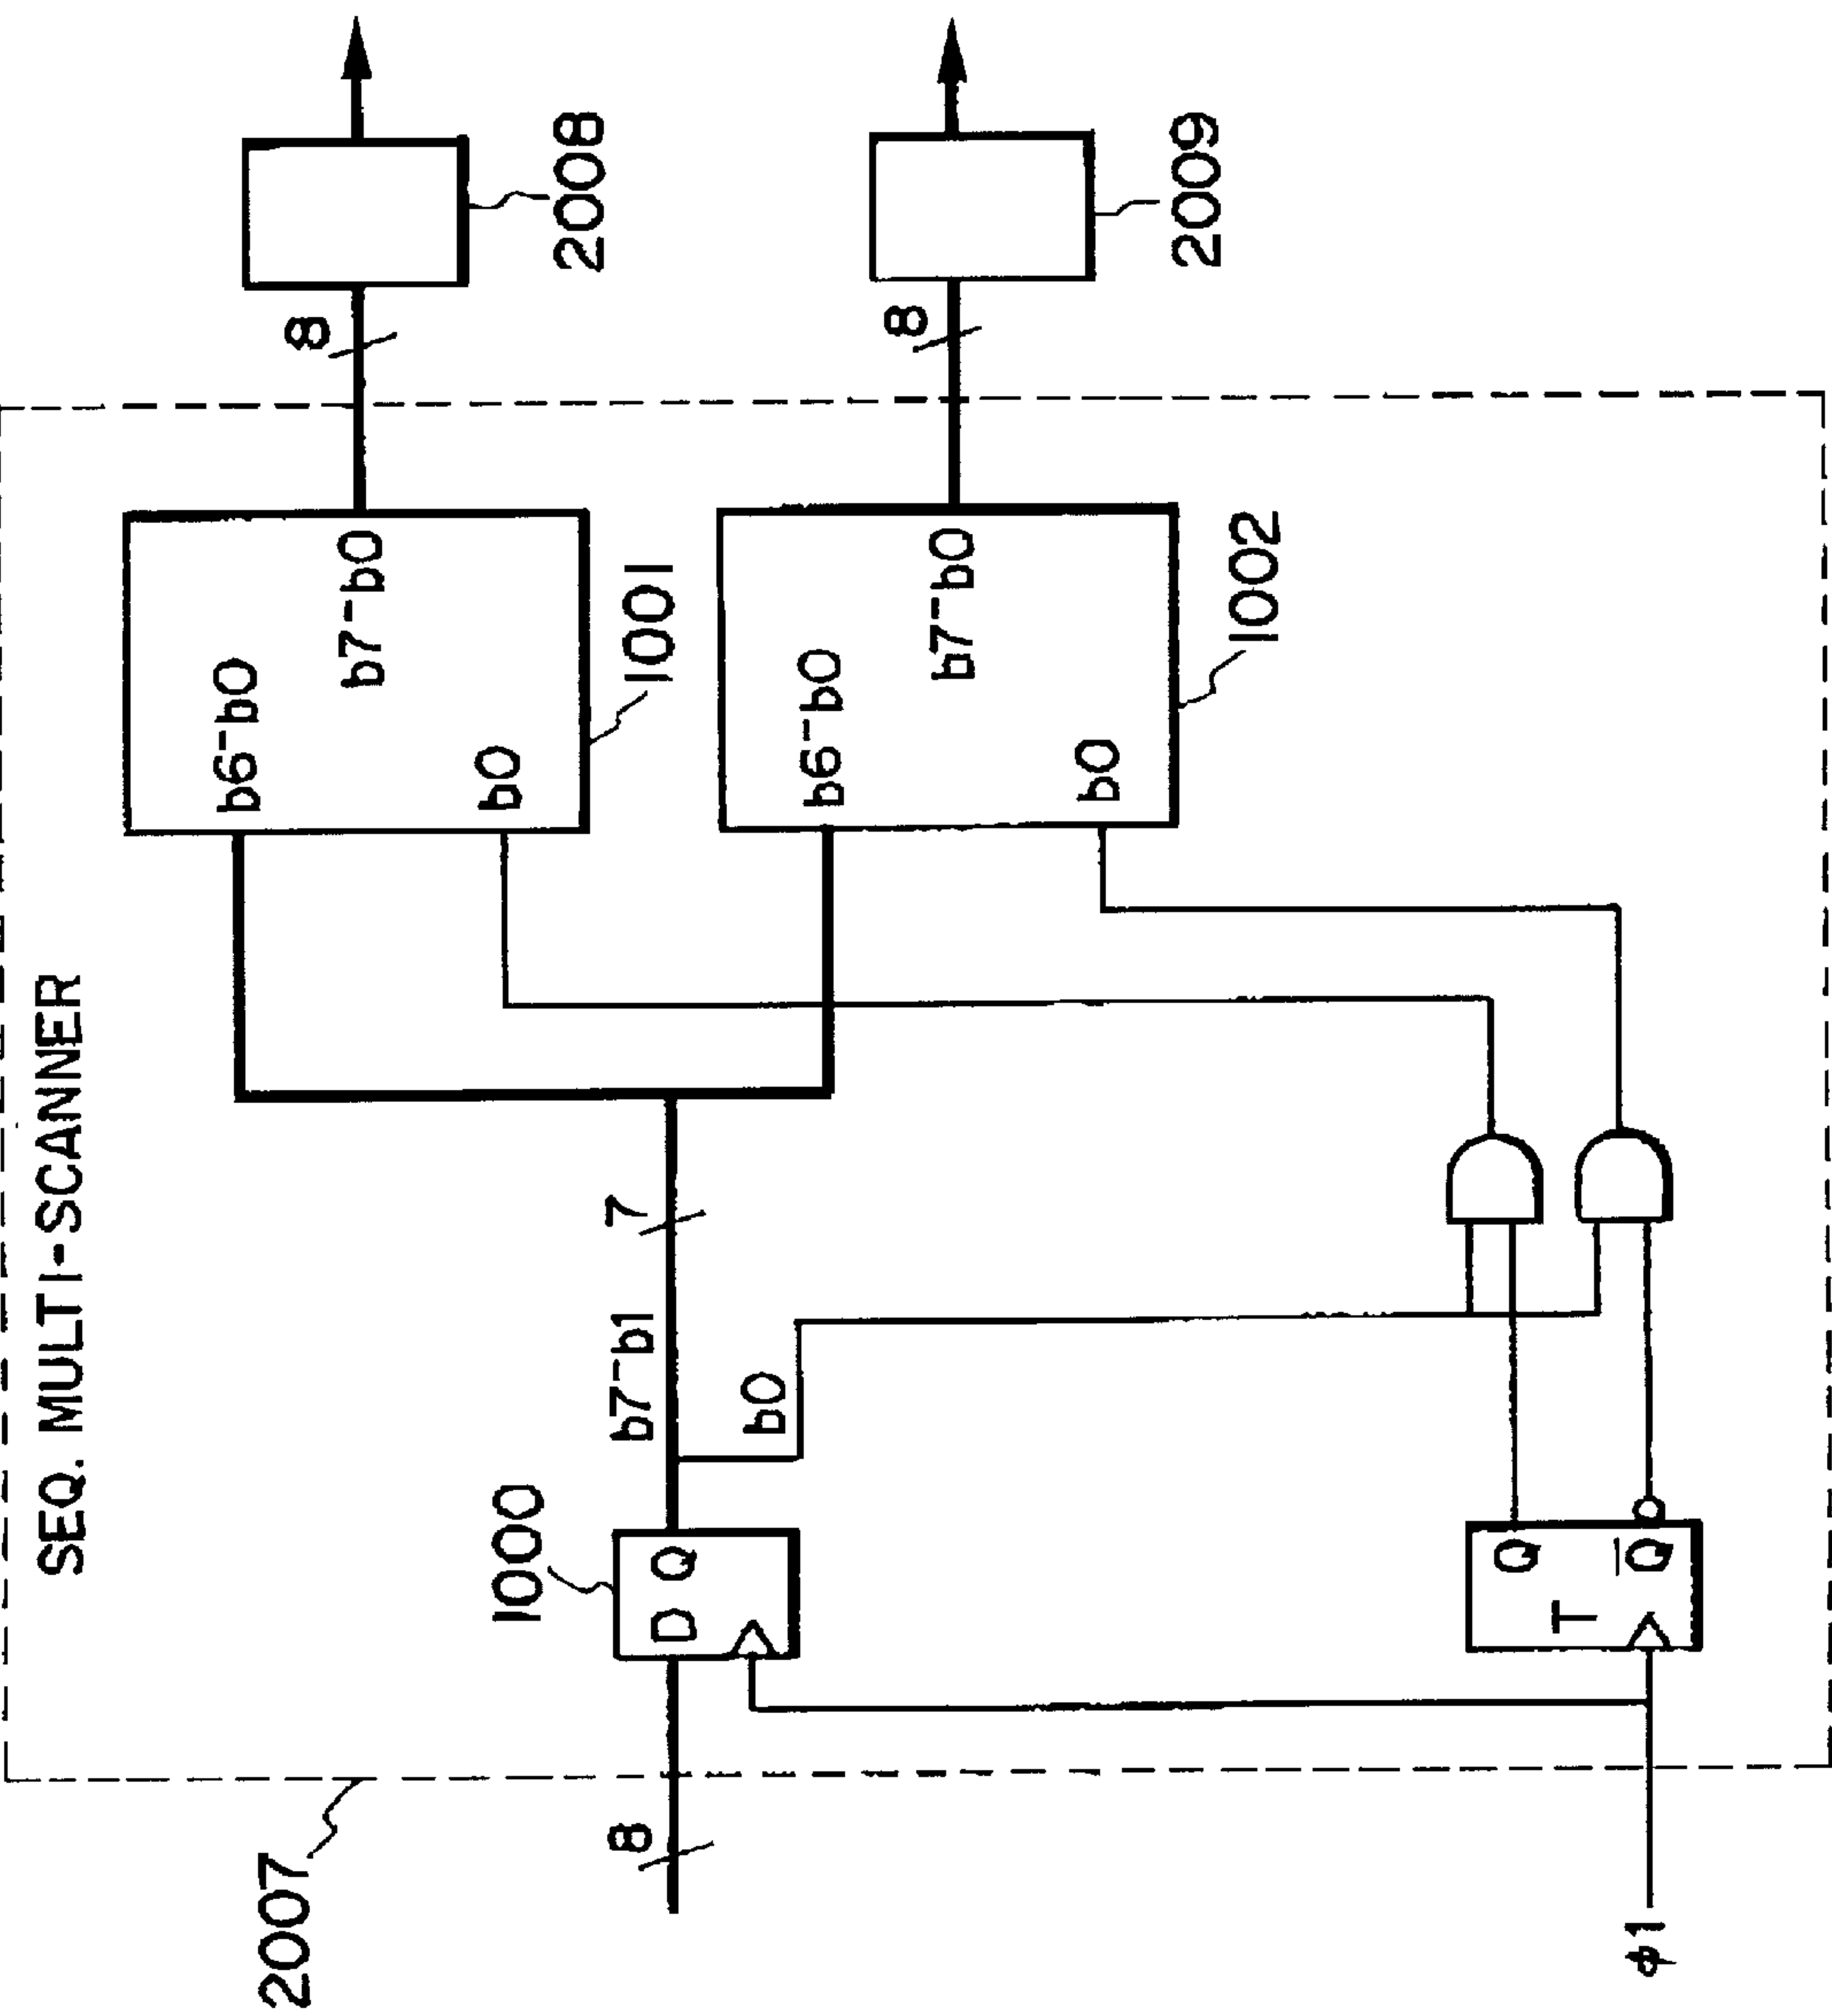 SEQ. MULTI-SCANNER
2007
8
1000
D Q
b7-b1
7
b0
b6-b0
b7-b0
b0
1001
8
2008
b6-b0
b7-b0
b0
1002
8
2009
T
Q
Q̅
φ1